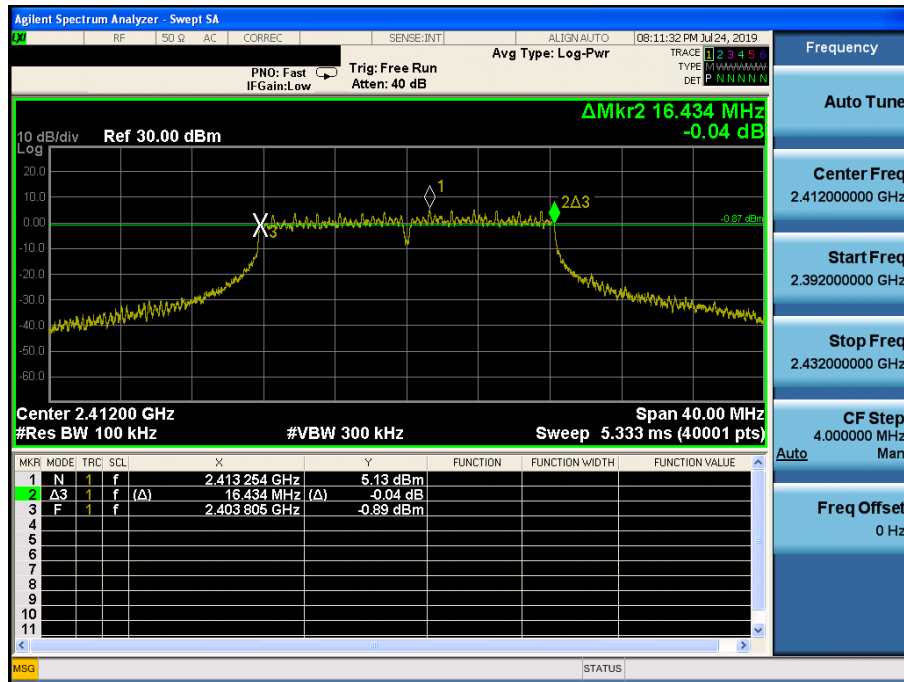 Agilent Spectrum Analyzer - Swept SA
LXI RF 50 Ω AC CORREC SENSE:INT ALIGN AUTO 08:11:32 PM Jul 24, 2019
Frequency
PNO: Fast Trig: Free Run Avg Type: Log-Pwr TRACE 1 2 3 4 5 6
IFGain:Low Atten: 40 dB TYPE M W W W W W
DET P N N N N N
Auto Tune
ΔMkr2 16.434 MHz
-0.04 dB
10 dB/div Ref 30.00 dBm
Log
20.0
10.0
0.00
-10.0
-20.0
-30.0
-40.0
-50.0
-60.0
1
2Δ3
X3
-0.87 dBm
Center 2.41200 GHz Span 40.00 MHz
#Res BW 100 kHz #VBW 300 kHz Sweep 5.333 ms (40001 pts)
MKR MODE TRC SCL X Y FUNCTION FUNCTION WIDTH FUNCTION VALUE
1 N 1 f 2.413 254 GHz 5.13 dBm
2 Δ3 1 f (Δ) 16.434 MHz (Δ) -0.04 dB
3 F 1 f 2.403 805 GHz -0.89 dBm
4
5
6
7
8
9
10
11
MSG STATUS
Center Freq
2.412000000 GHz
Start Freq
2.392000000 GHz
Stop Freq
2.432000000 GHz
CF Step
4.000000 MHz
Auto Man
Freq Offset
0 Hz